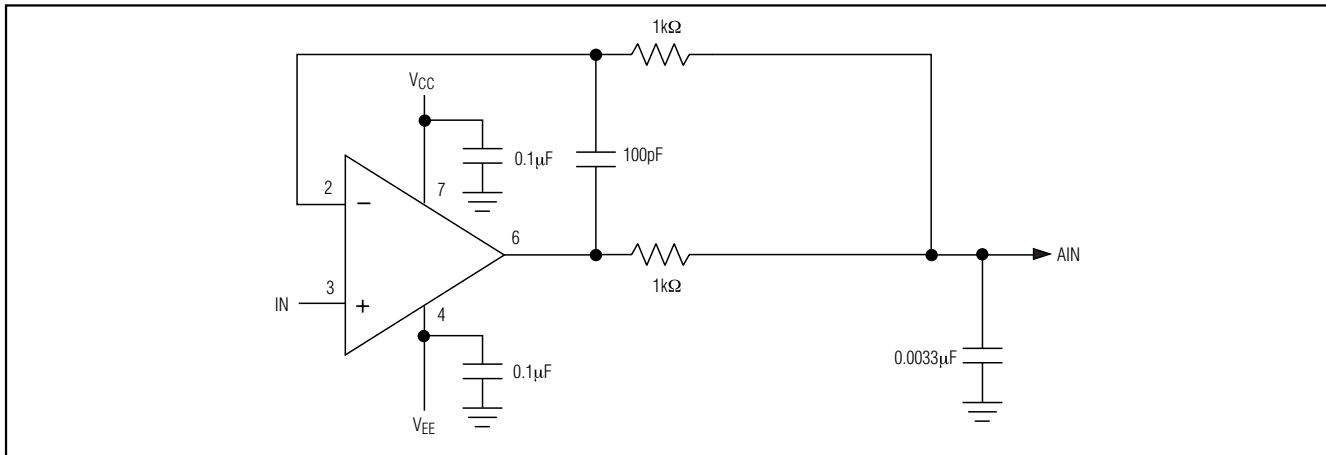 1kΩ
VCC
0.1µF
100pF
2
7
−
6
AIN
3
IN
+
1kΩ
4
0.0033µF
0.1µF
VEE